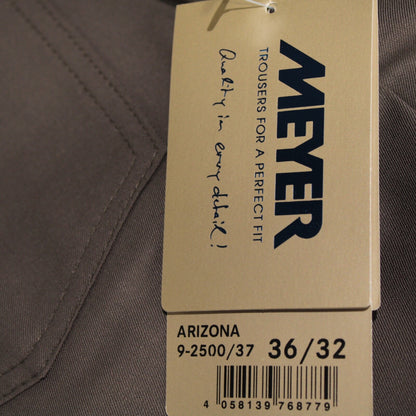 MEYER
TROUSERS FOR A PERFECT FIT
Quality in every detail!
ARIZONA
9-2500/37 36/32
4 058139 768779